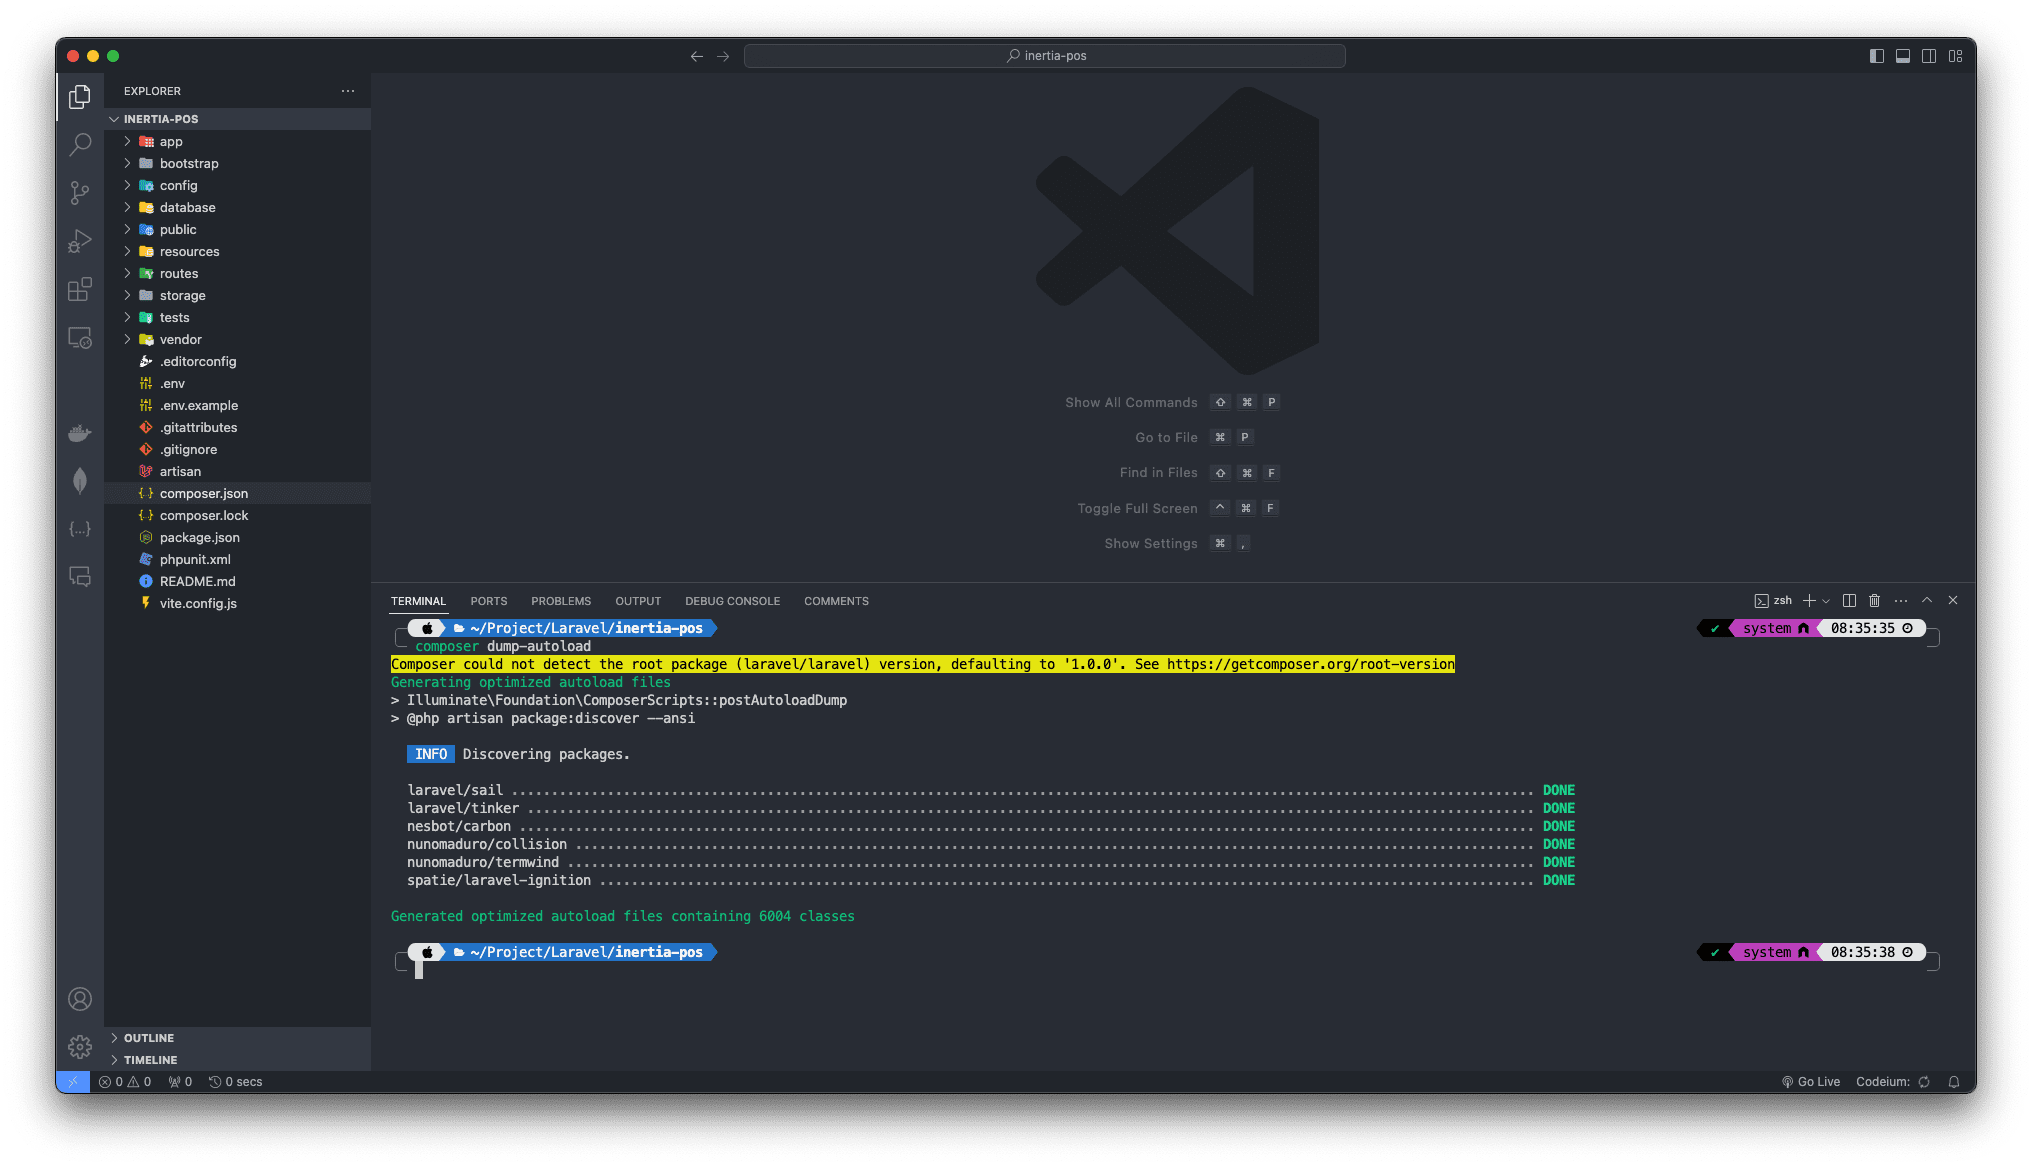 inertia-pos
EXPLORER
INERTIA-POS
app
bootstrap
config
database
public
resources
routes
storage
tests
vendor
.editorconfig
.env
.env.example
.gitattributes
.gitignore
artisan
composer.json
composer.lock
package.json
phpunit.xml
README.md
vite.config.js
OUTLINE
TIMELINE
Show All Commands ⇧ ⌘ P
Go to File ⌘ P
Find in Files ⇧ ⌘ F
Toggle Full Screen ^ ⌘ F
Show Settings ⌘ ,
TERMINAL PORTS PROBLEMS OUTPUT DEBUG CONSOLE COMMENTS zsh
~/Project/Laravel/inertia-pos ✔ system 08:35:35
composer dump-autoload
Composer could not detect the root package (laravel/laravel) version, defaulting to '1.0.0'. See https://getcomposer.org/root-version
Generating optimized autoload files
> Illuminate\Foundation\ComposerScripts::postAutoloadDump
> @php artisan package:discover --ansi
INFO Discovering packages.
laravel/sail ................................................................................................................................ DONE
laravel/tinker .............................................................................................................................. DONE
nesbot/carbon ............................................................................................................................... DONE
nunomaduro/collision ........................................................................................................................ DONE
nunomaduro/termwind ......................................................................................................................... DONE
spatie/laravel-ignition ..................................................................................................................... DONE
Generated optimized autoload files containing 6004 classes
~/Project/Laravel/inertia-pos ✔ system 08:35:38
0 0 0 0 secs Go Live Codeium: